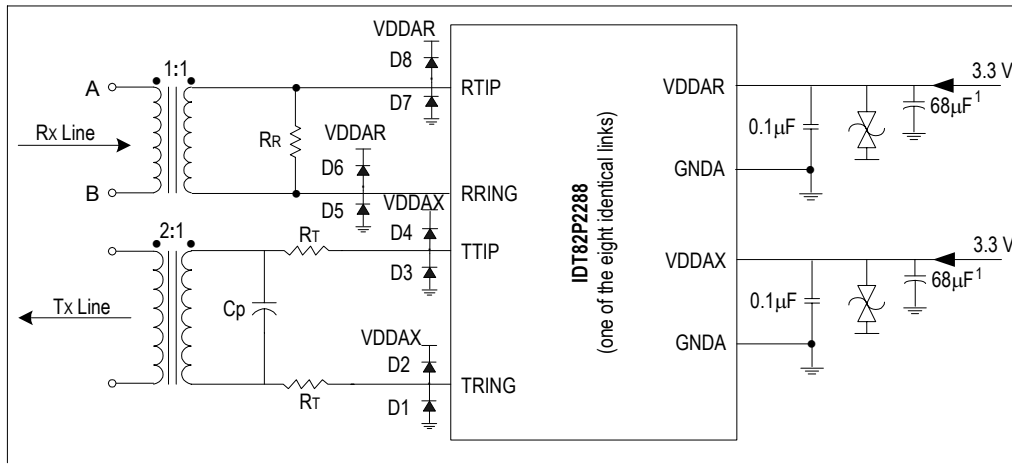 VDDAR
D8
D7
1:1
A
B
Rx Line
RR
RTIP
VDDAR
D6
D5
RRING
VDDAX
D4
D3
2:1
RT
TTIP
Tx Line
Cp
VDDAX
D2
D1
RT
TRING
IDT82P2288
(one of the eight identical links)
VDDAR
3.3 V
0.1μF
68μF1
GNDA
VDDAX
3.3 V
0.1μF
68μF1
GNDA